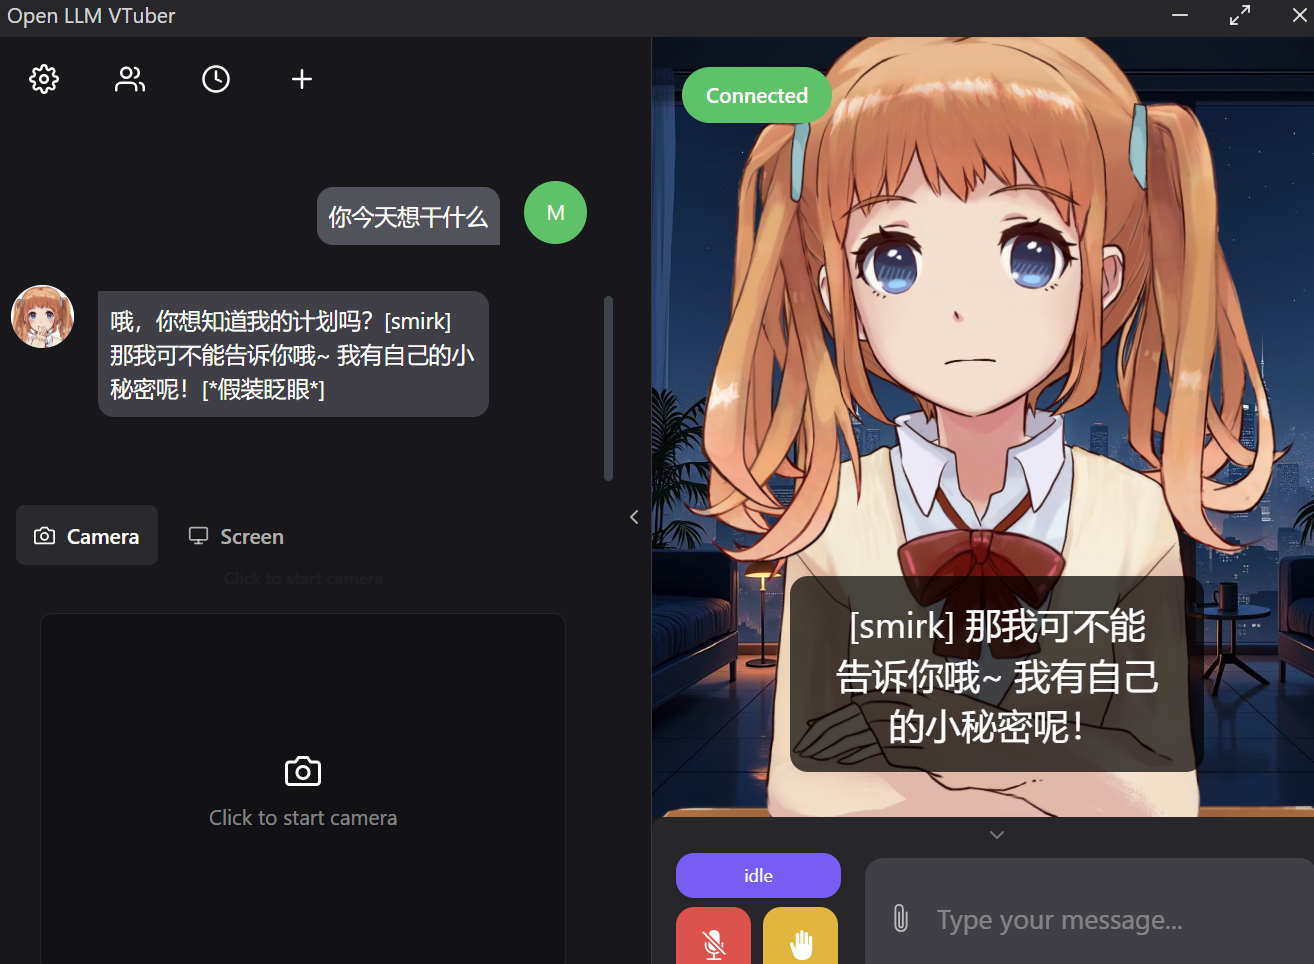 Open LLM VTuber
你今天想干什么
M
哦，你想知道我的计划吗？[smirk]
那我可不能告诉你哦~ 我有自己的小
秘密呢！[*假装眨眼*]
Camera
Screen
Click to start camera
Click to start camera
Connected
[smirk] 那我可不能
告诉你哦~ 我有自己
的小秘密呢！
idle
Type your message...